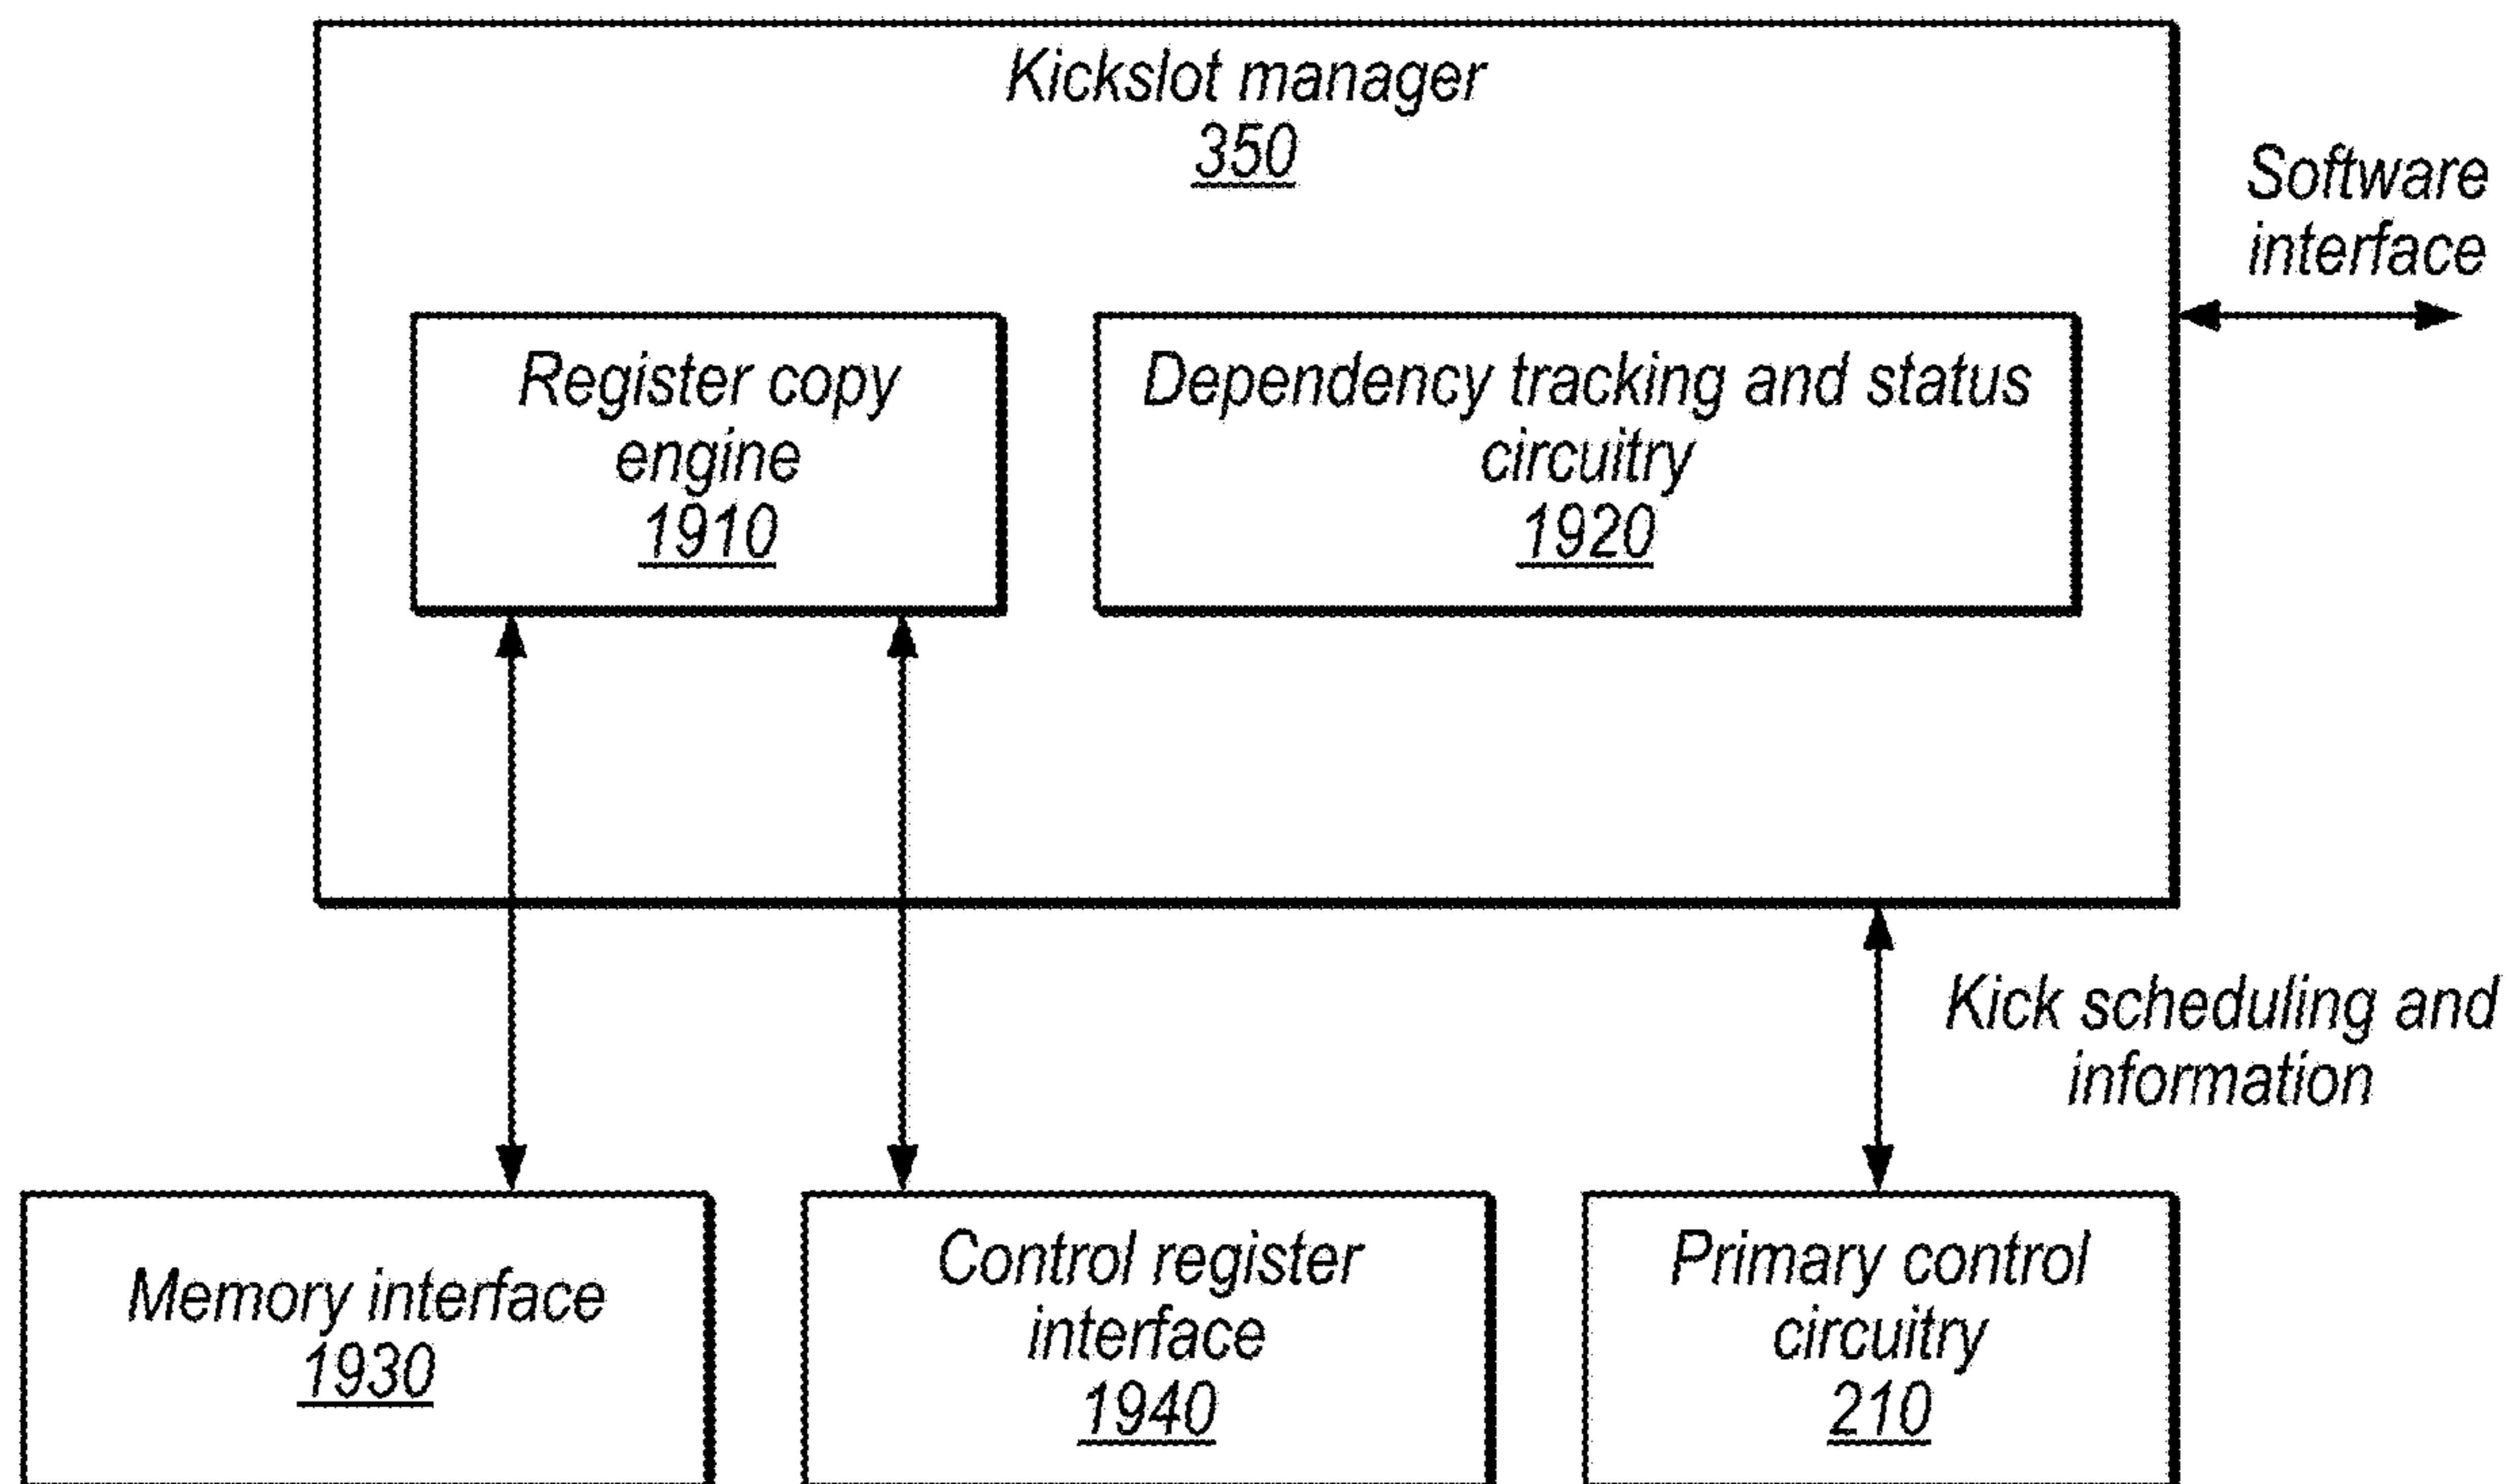 Kickslot manager
350
Software
interface
Register copy
engine
1910
Dependency tracking and status
circuitry
1920
Kick scheduling and
information
Memory interface
1930
Control register
interface
1940
Primary control
circuitry
210